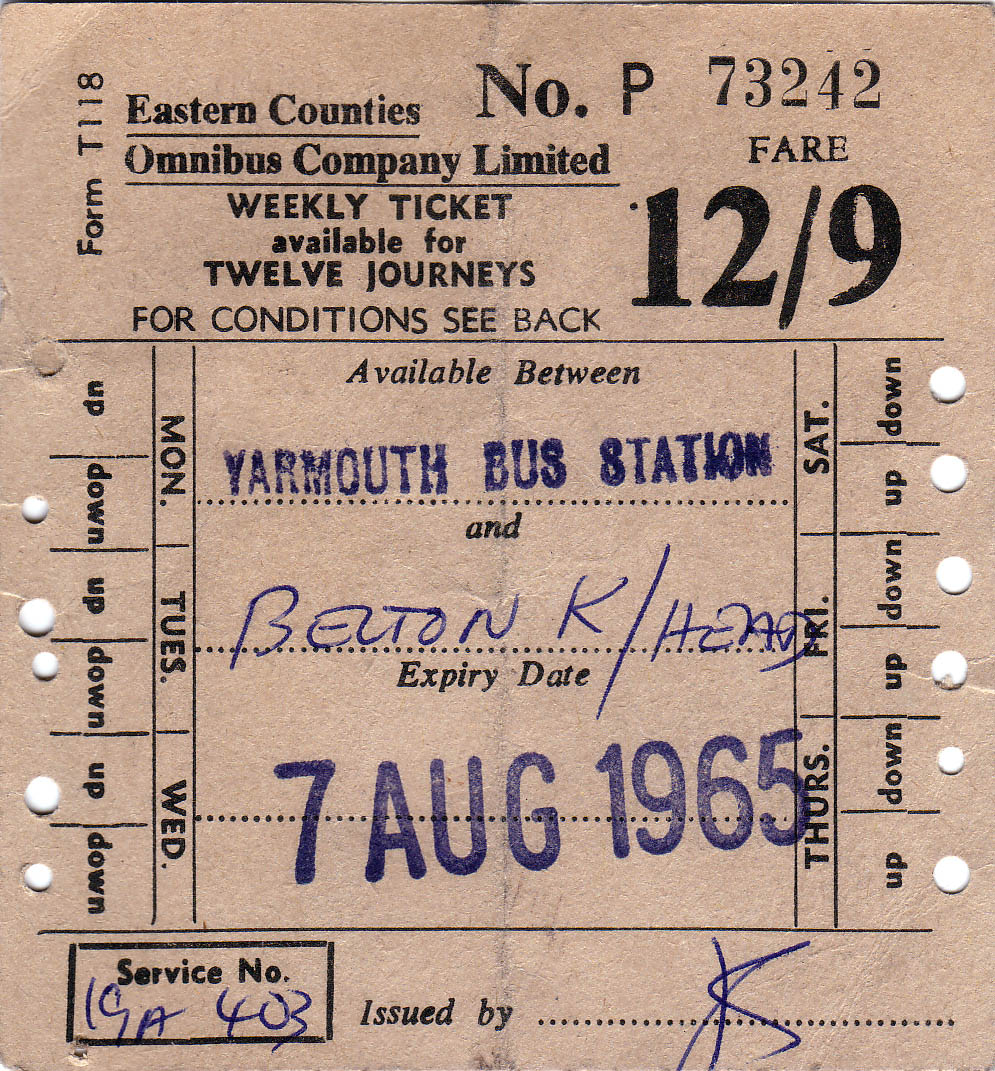 Form T118
Eastern Counties
Omnibus Company Limited
No. P 73242
FARE
12/9
WEEKLY TICKET
available for
TWELVE JOURNEYS
FOR CONDITIONS SEE BACK
Available Between
YARMOUTH BUS STATION
and
BELTON K/HEAD
Expiry Date
7 AUG 1965
MON.
up
down
TUES.
up
down
WED.
up
down
SAT.
down
up
FRI.
down
up
THURS.
down
up
Service No.
19A 403
Issued by